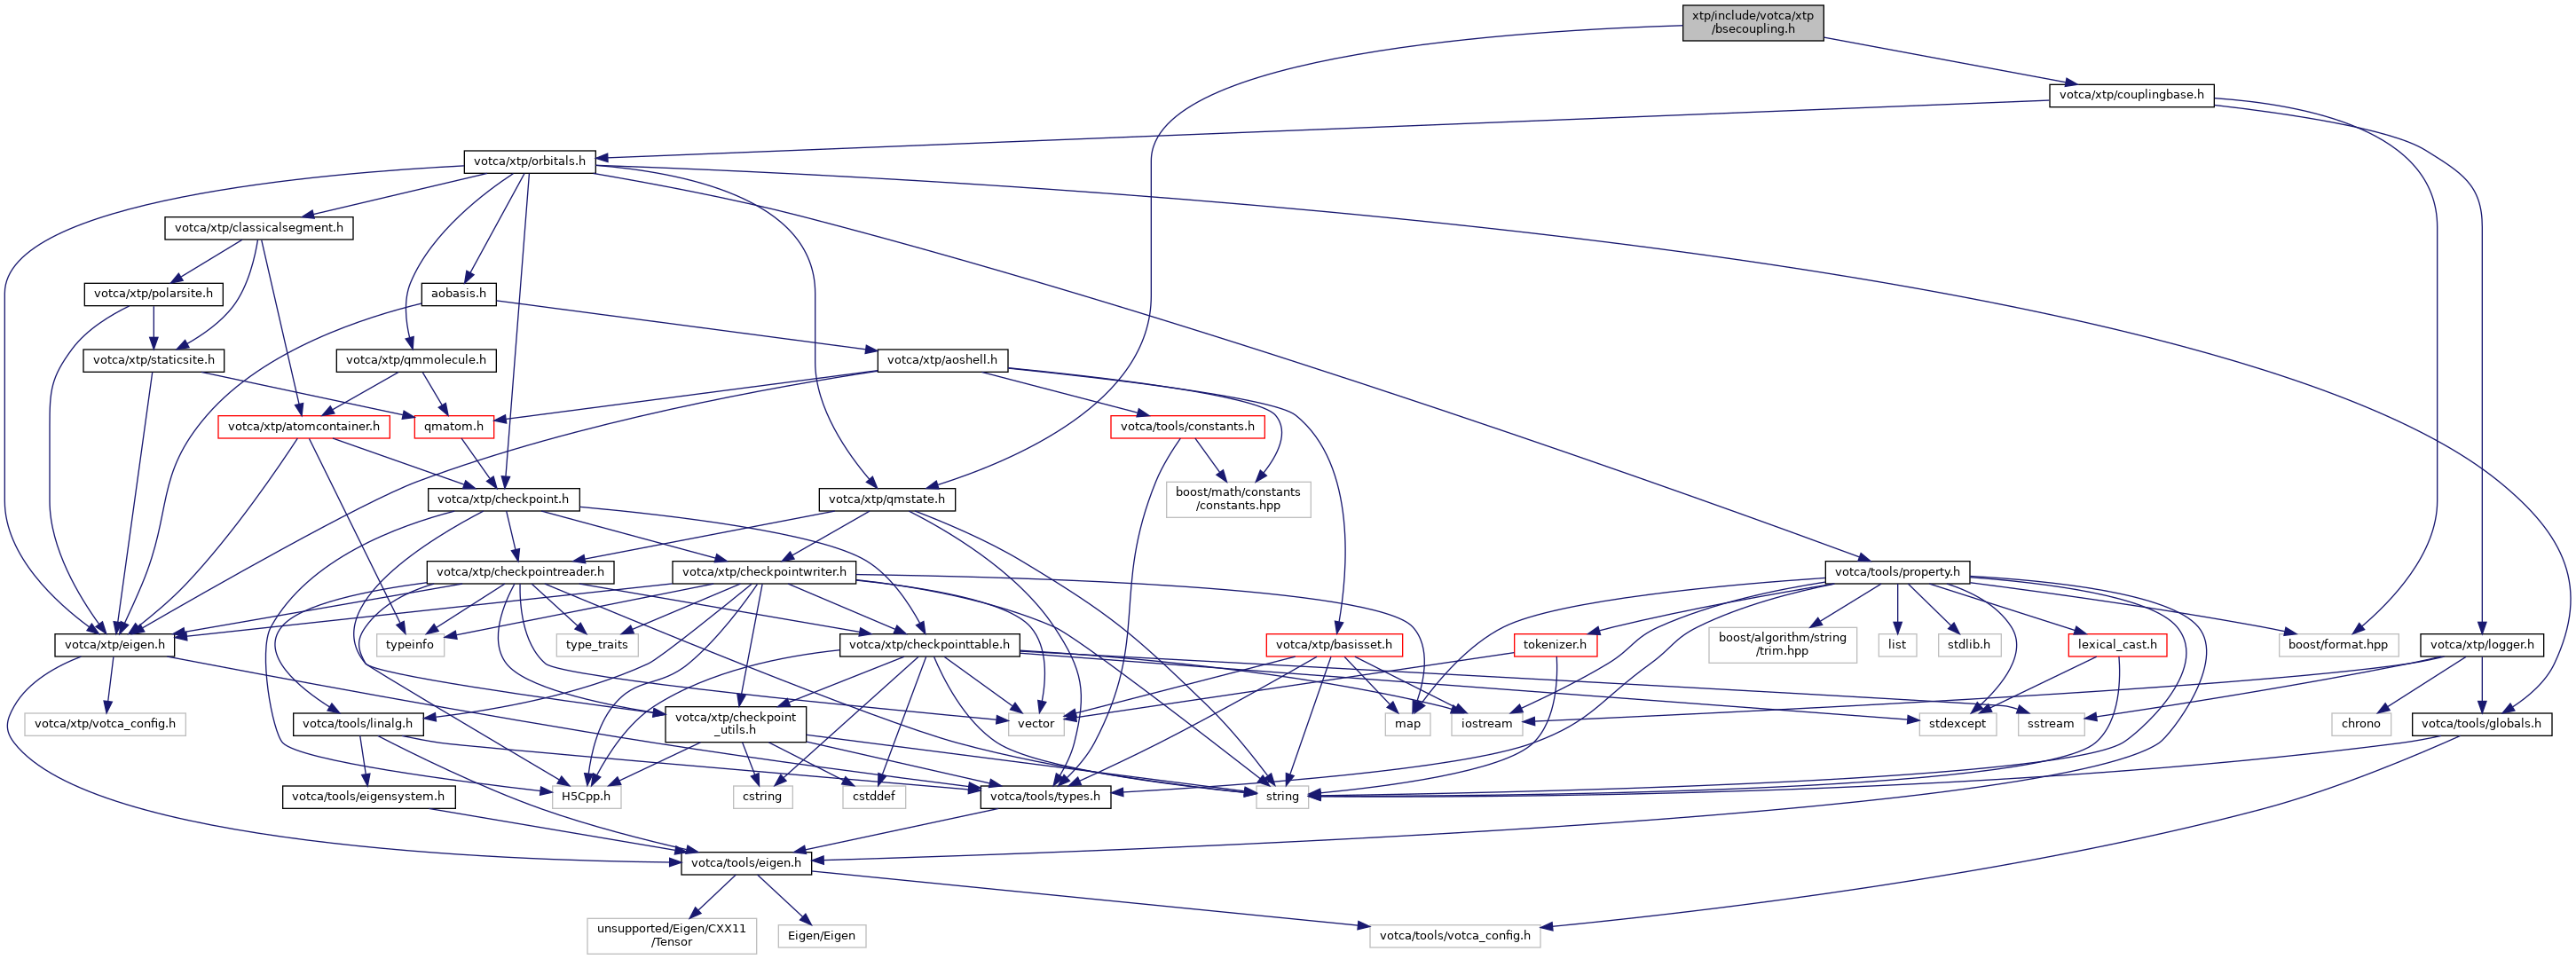 xtp/include/votca/xtp
/bsecoupling.h
votca/xtp/couplingbase.h
votca/xtp/orbitals.h
votca/xtp/classicalsegment.h
votca/xtp/polarsite.h
aobasis.h
votca/xtp/staticsite.h
votca/xtp/qmmolecule.h
votca/xtp/aoshell.h
votca/xtp/atomcontainer.h
qmatom.h
votca/tools/constants.h
votca/xtp/checkpoint.h
votca/xtp/qmstate.h
boost/math/constants
/constants.hpp
votca/xtp/checkpointreader.h
votca/xtp/checkpointwriter.h
votca/tools/property.h
votca/xtp/eigen.h
typeinfo
type_traits
votca/xtp/checkpointtable.h
votca/xtp/basisset.h
tokenizer.h
boost/algorithm/string
/trim.hpp
list
stdlib.h
lexical_cast.h
boost/format.hpp
votca/xtp/logger.h
votca/xtp/votca_config.h
votca/tools/linalg.h
votca/xtp/checkpoint
_utils.h
vector
map
iostream
stdexcept
sstream
chrono
votca/tools/globals.h
votca/tools/eigensystem.h
H5Cpp.h
cstring
cstddef
votca/tools/types.h
string
votca/tools/eigen.h
unsupported/Eigen/CXX11
/Tensor
Eigen/Eigen
votca/tools/votca_config.h